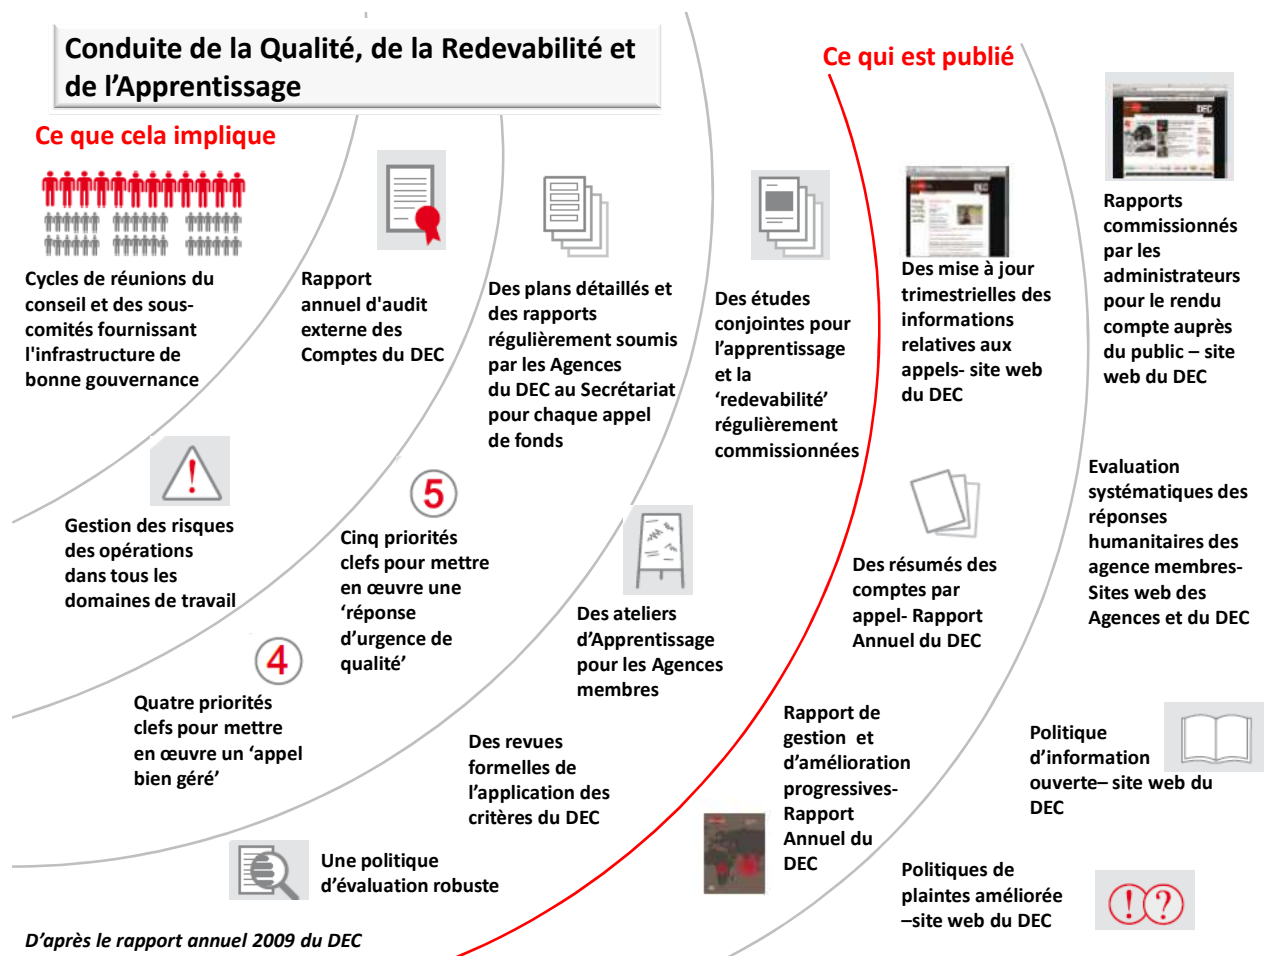 Conduite de la Qualité, de la Redevabilité et
de l'Apprentissage
Ce que cela implique
Cycles de réunions du
conseil et des sous-
comités fournissant
l'infrastructure de
bonne gouvernance
Rapport
annuel d'audit
externe des
Comptes du DEC
Des plans détaillés et
des rapports
régulièrement soumis
par les Agences
du DEC au Secrétariat
pour chaque appel
de fonds
Des études
conjointes pour
l'apprentissage
et la
'redevabilité'
régulièrement
commissionnées
Gestion des risques
des opérations
dans tous les
domaines de travail
5
Cinq priorités
clefs pour mettre
en œuvre une
'réponse
d'urgence de
qualité'
Des ateliers
d'Apprentissage
pour les Agences
membres
4
Quatre priorités
clefs pour mettre
en œuvre un 'appel
bien géré'
Des revues
formelles de
l'application des
critères du DEC
Une politique
d'évaluation robuste
D'après le rapport annuel 2009 du DEC
Ce qui est publié
DEC
Des mise à jour
trimestrielles des
informations
relatives aux
appels- site web
du DEC
DEC
Rapports
commissionnés
par les
administrateurs
pour le rendu
compte auprès
du public – site
web du DEC
Des résumés des
comptes par
appel- Rapport
Annuel du DEC
Evaluation
systématiques des
réponses
humanitaires des
agence membres-
Sites web des
Agences et du DEC
Rapport de
gestion et
d'amélioration
progressives-
Rapport
Annuel du
DEC
Politique
d'information
ouverte– site web du
DEC
Politiques de
plaintes améliorée
–site web du DEC
!?